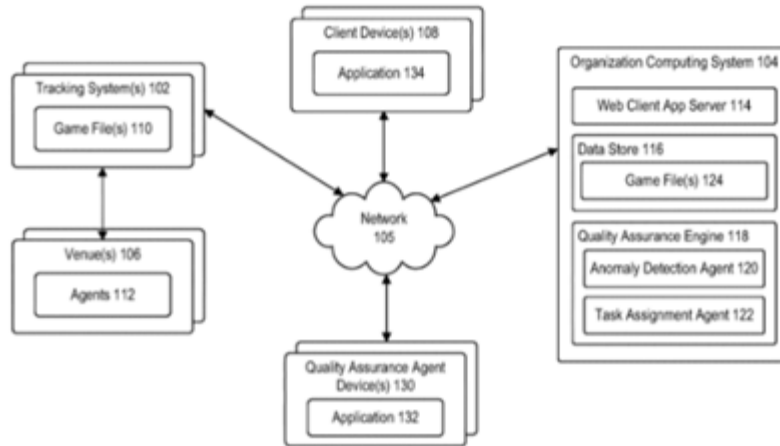 Client Device(s) 108
Application 134
Tracking System(s) 102
Game File(s) 110
Organization Computing System 104
Web Client App Server 114
Data Store 116
Game File(s) 124
Network
105
Venue(s) 106
Agents 112
Quality Assurance Engine 118
Anomaly Detection Agent 120
Task Assignment Agent 122
Quality Assurance Agent
Device(s) 130
Application 132